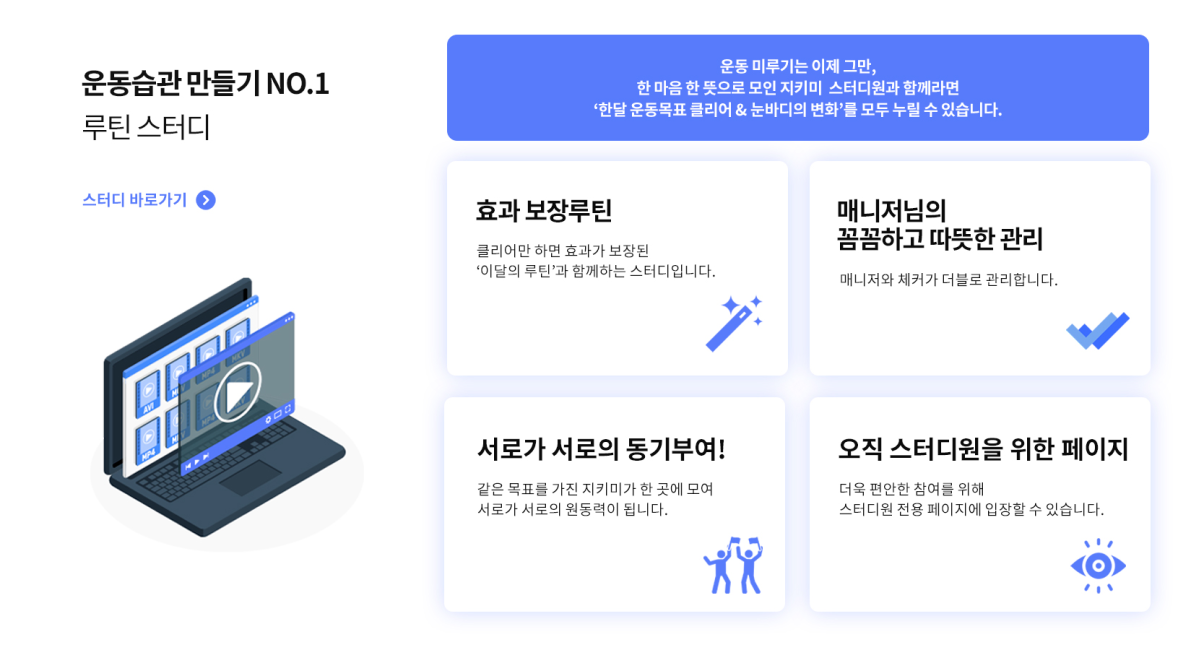 운동습관 만들기 NO.1
루틴 스터디
스터디 바로가기
AVI
MKV
MP4
MKV
MP4
MKV
MP4
운동 미루기는 이제 그만,
한 마음 한 뜻으로 모인 지키미 스터디원과 함께라면
‘한달 운동목표 클리어 & 눈바디의 변화’를 모두 누릴 수 있습니다.
효과 보장루틴
클리어만 하면 효과가 보장된
‘이달의 루틴’과 함께하는 스터디입니다.
매니저님의
꼼꼼하고 따뜻한 관리
매니저와 체커가 더블로 관리합니다.
서로가 서로의 동기부여!
같은 목표를 가진 지키미가 한 곳에 모여
서로가 서로의 원동력이 됩니다.
오직 스터디원을 위한 페이지
더욱 편안한 참여를 위해
스터디원 전용 페이지에 입장할 수 있습니다.